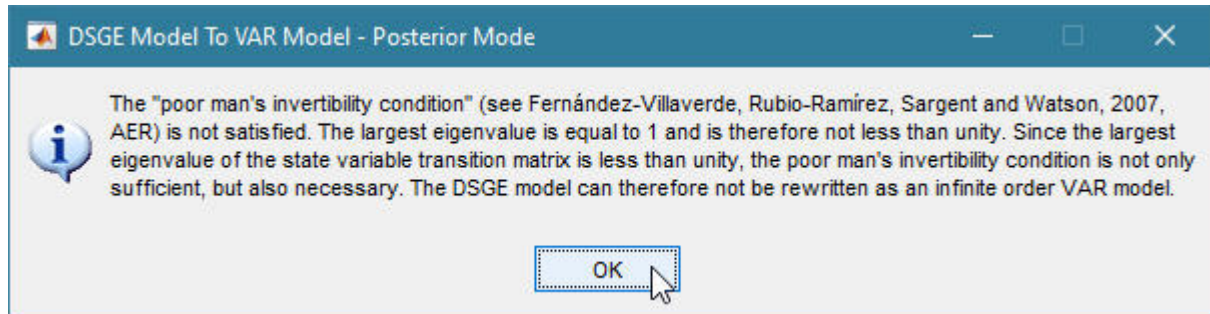 DSGE Model To VAR Model - Posterior Mode
The "poor man's invertibility condition" (see Fernández-Villaverde, Rubio-Ramírez, Sargent and Watson, 2007,
AER) is not satisfied. The largest eigenvalue is equal to 1 and is therefore not less than unity. Since the largest
eigenvalue of the state variable transition matrix is less than unity, the poor man's invertibility condition is not only
sufficient, but also necessary. The DSGE model can therefore not be rewritten as an infinite order VAR model.
OK